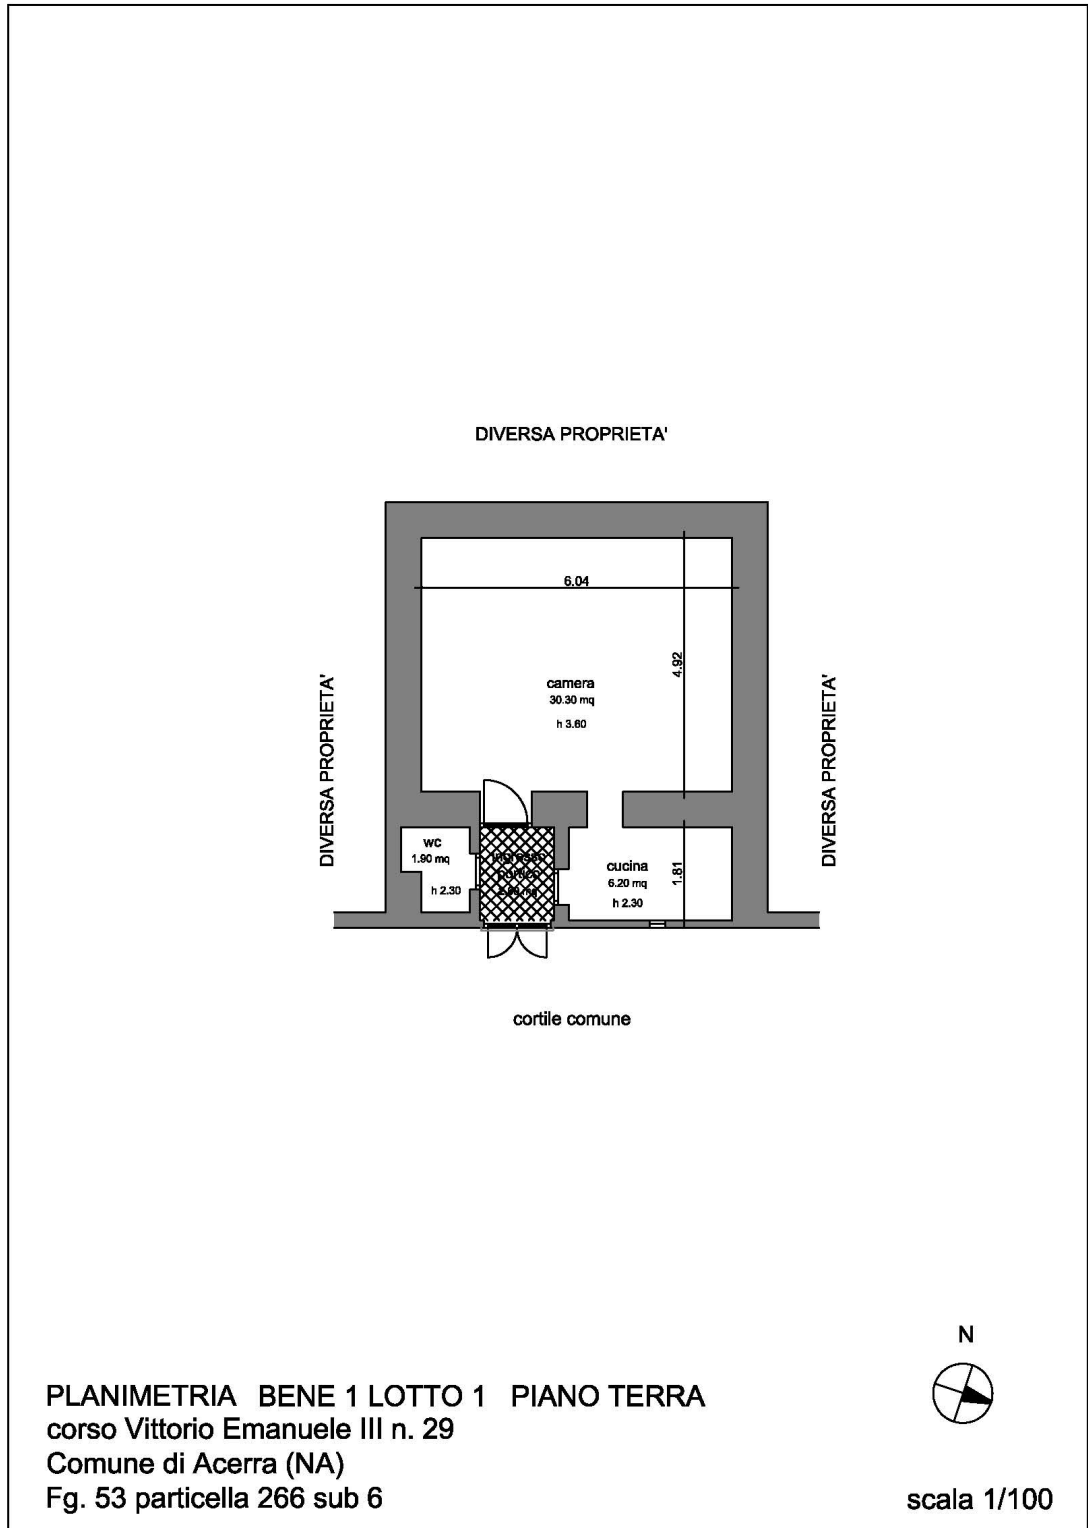 DIVERSA PROPRIETA'
6.04
4.92
camera
30.30 mq
h 3.60
DIVERSA PROPRIETA'
DIVERSA PROPRIETA'
wc
1.90 mq
h 2.30
ingresso
cucina
6.20 mq
h 2.30
1.81
cortile comune
N
PLANIMETRIA BENE 1 LOTTO 1 PIANO TERRA
corso Vittorio Emanuele III n. 29
Comune di Acerra (NA)
Fg. 53 particella 266 sub 6
scala 1/100